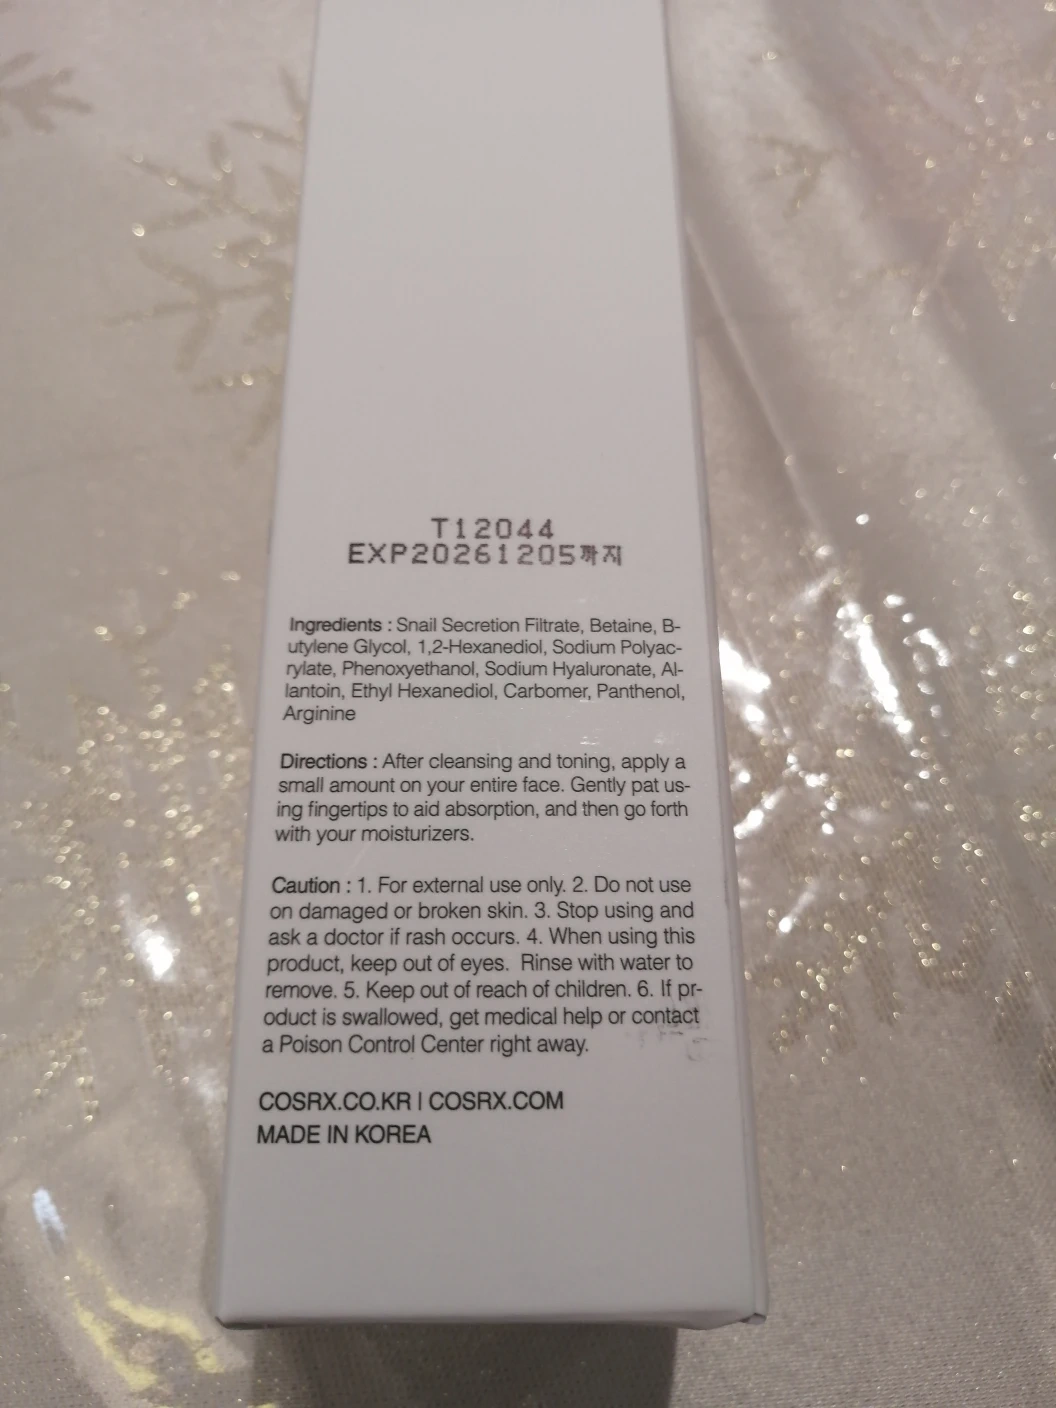 T12044
EXP20261205까지
Ingredients : Snail Secretion Filtrate, Betaine, B-
utylene Glycol, 1,2-Hexanediol, Sodium Polyac-
rylate, Phenoxyethanol, Sodium Hyaluronate, Al-
lantoin, Ethyl Hexanediol, Carbomer, Panthenol,
Arginine
Directions : After cleansing and toning, apply a
small amount on your entire face. Gently pat us-
ing fingertips to aid absorption, and then go forth
with your moisturizers.
Caution : 1. For external use only. 2. Do not use
on damaged or broken skin. 3. Stop using and
ask a doctor if rash occurs. 4. When using this
product, keep out of eyes. Rinse with water to
remove. 5. Keep out of reach of children. 6. If pr-
oduct is swallowed, get medical help or contact
a Poison Control Center right away.
COSRX.CO.KR | COSRX.COM
MADE IN KOREA